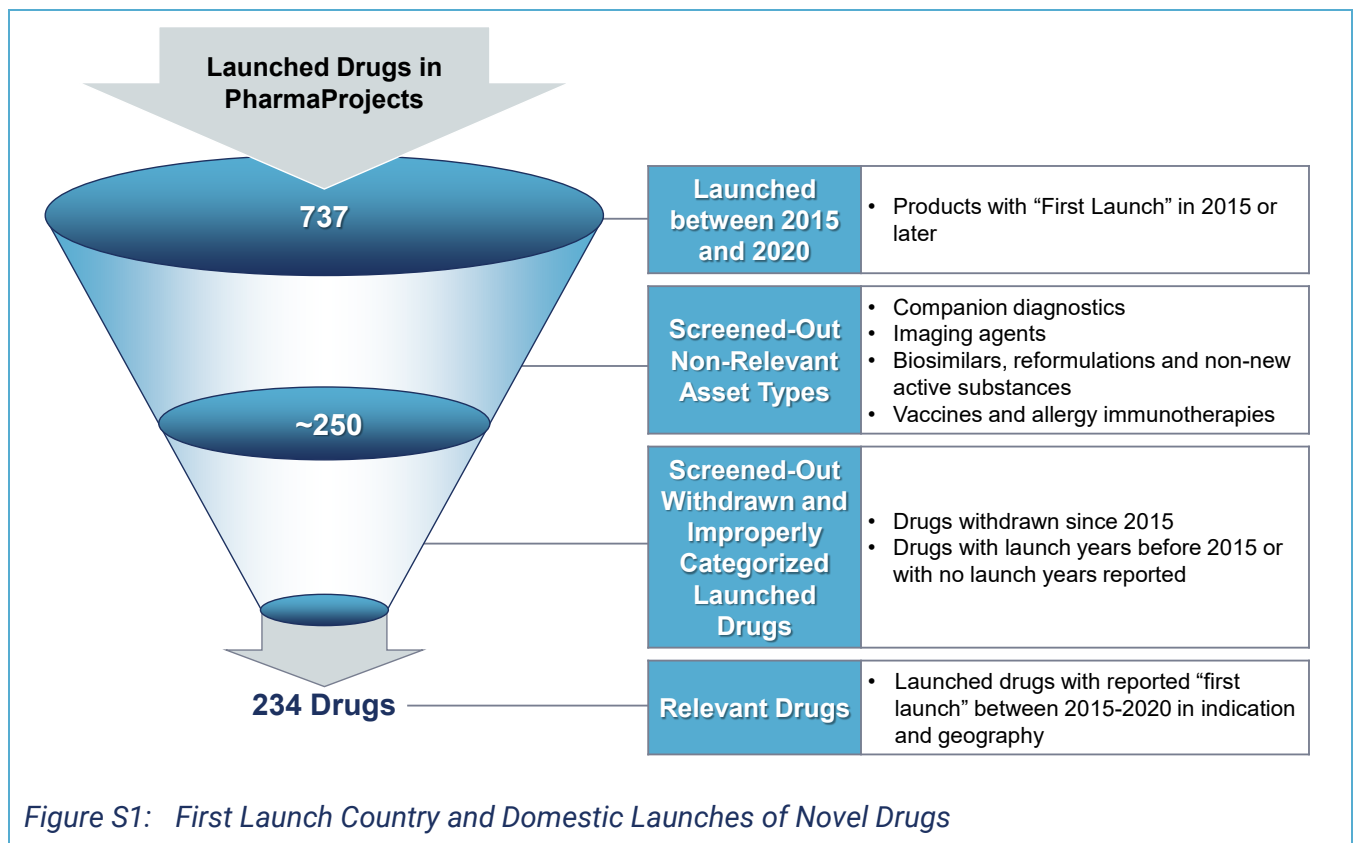 Launched Drugs in
PharmaProjects
737
Launched
between 2015
and 2020
• Products with “First Launch” in 2015 or
later
Screened-Out
Non-Relevant
Asset Types
• Companion diagnostics
• Imaging agents
• Biosimilars, reformulations and non-new
active substances
• Vaccines and allergy immunotherapies
~250
Screened-Out
Withdrawn and
Improperly
Categorized
Launched
Drugs
• Drugs withdrawn since 2015
• Drugs with launch years before 2015 or
with no launch years reported
234 Drugs
Relevant Drugs
• Launched drugs with reported “first
launch” between 2015-2020 in indication
and geography
Figure S1: First Launch Country and Domestic Launches of Novel Drugs